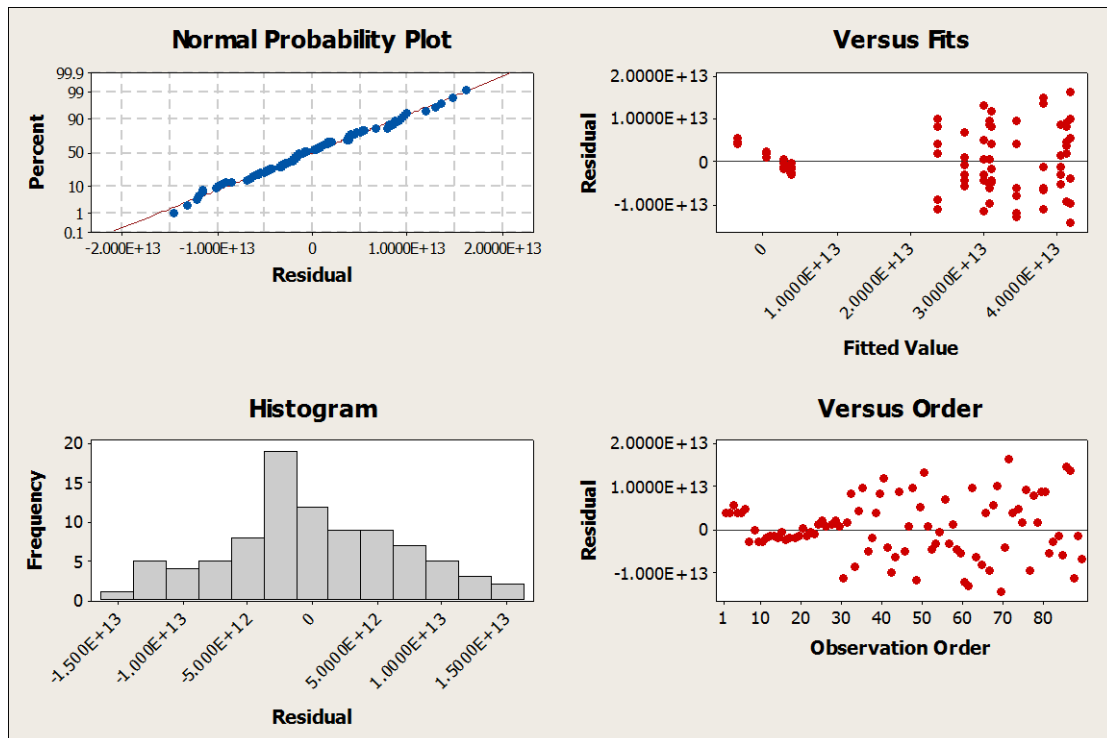 Normal Probability Plot
99.9
99
90
50
10
1
0.1
Percent
-2.000E+13
-1.000E+13
0
1.0000E+13
2.0000E+13
Residual
Versus Fits
2.0000E+13
1.0000E+13
0
-1.000E+13
Residual
0
1.0000E+13
2.0000E+13
3.0000E+13
4.0000E+13
Fitted Value
Histogram
20
15
10
5
0
Frequency
-1.500E+13
-1.000E+13
-5.000E+12
0
5.0000E+12
1.0000E+13
1.5000E+13
Residual
Versus Order
2.0000E+13
1.0000E+13
0
-1.000E+13
Residual
1 10 20 30 40 50 60 70 80
Observation Order